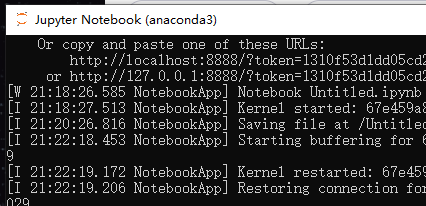 Jupyter Notebook (anaconda3)
Or copy and paste one of these URLs:
http://localhost:8888/?token=1310f53d1dd05cd2
or http://127.0.0.1:8888/?token=1310f53d1dd05cd2
[W 21:18:26.585 NotebookApp] Notebook Untitled.ipynb
[I 21:18:27.513 NotebookApp] Kernel started: 67e459a8
[I 21:20:26.816 NotebookApp] Saving file at /Untitle
[I 21:22:18.453 NotebookApp] Starting buffering for 6
9
[I 21:22:19.172 NotebookApp] Kernel restarted: 67e459
[I 21:22:19.206 NotebookApp] Restoring connection for
029